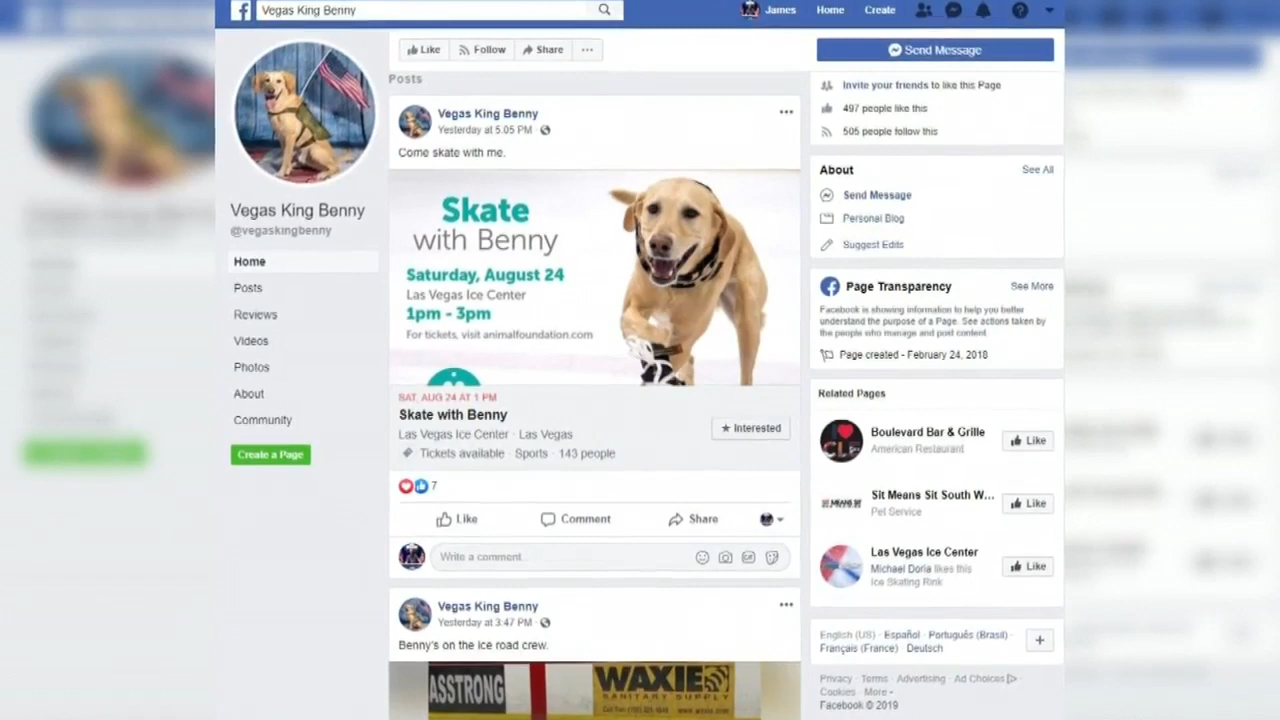 Vegas King Benny
James
Home
Create
Vegas King Benny
@vegaskingbenny
Home
Posts
Reviews
Videos
Photos
About
Community
Create a Page
Like
Follow
Share
Posts
Vegas King Benny
Yesterday at 5:05 PM
Come skate with me.
Skate
with Benny
Saturday, August 24
Las Vegas Ice Center
1pm - 3pm
For tickets, visit animalfoundation.com
SAT, AUG 24 AT 1 PM
Skate with Benny
Las Vegas Ice Center · Las Vegas
Tickets available · Sports · 143 people
Interested
7
Like
Comment
Share
Write a comment...
Vegas King Benny
Yesterday at 3:47 PM
Benny's on the ice road crew.
ASSTRONG
WAXIE
SANITARY SUPPLY
Send Message
Invite your friends to like this Page
497 people like this
505 people follow this
About
See All
Send Message
Personal Blog
Suggest Edits
Page Transparency
See More
Facebook is showing information to help you better
understand the purpose of a Page. See actions taken by
the people who manage and post content.
Page created - February 24, 2018
Related Pages
Boulevard Bar & Grille
American Restaurant
Like
Sit Means Sit South W...
Pet Service
Like
Las Vegas Ice Center
Michael Doria likes this
Ice Skating Rink
Like
English (US) · Español · Português (Brasil) ·
Français (France) · Deutsch
Privacy · Terms · Advertising · Ad Choices ·
Cookies · More
Facebook © 2019